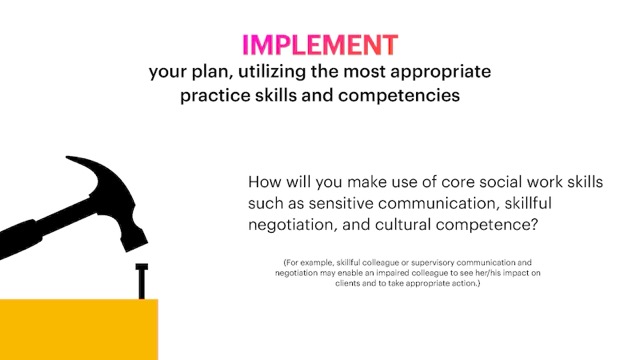 IMPLEMENT
your plan, utilizing the most appropriate
practice skills and competencies
How will you make use of core social work skills
such as sensitive communication, skillful
negotiation, and cultural competence?
(For example, skillful colleague or supervisory communication and
negotiation may enable an impaired colleague to see her/his impact on
clients and to take appropriate action.)